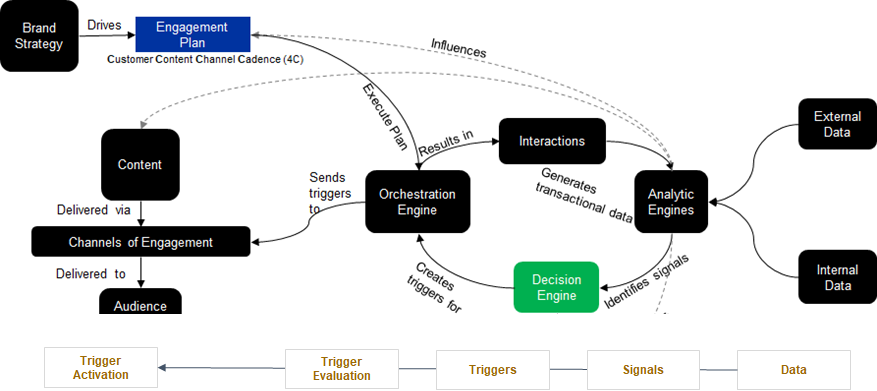 Brand
Strategy
Drives
Engagement
Plan
Customer Content Channel Cadence (4C)
Influences
Execute Plan
External
Data
Content
Results in
Interactions
Generates
transactional data
Sends
triggers
to
Orchestration
Engine
Analytic
Engines
Delivered via
Channels of Engagement
Delivered to
Audience
Creates
triggers for
Decision
Engine
Identifies signals
Internal
Data
Trigger
Activation
Trigger
Evaluation
Triggers
Signals
Data